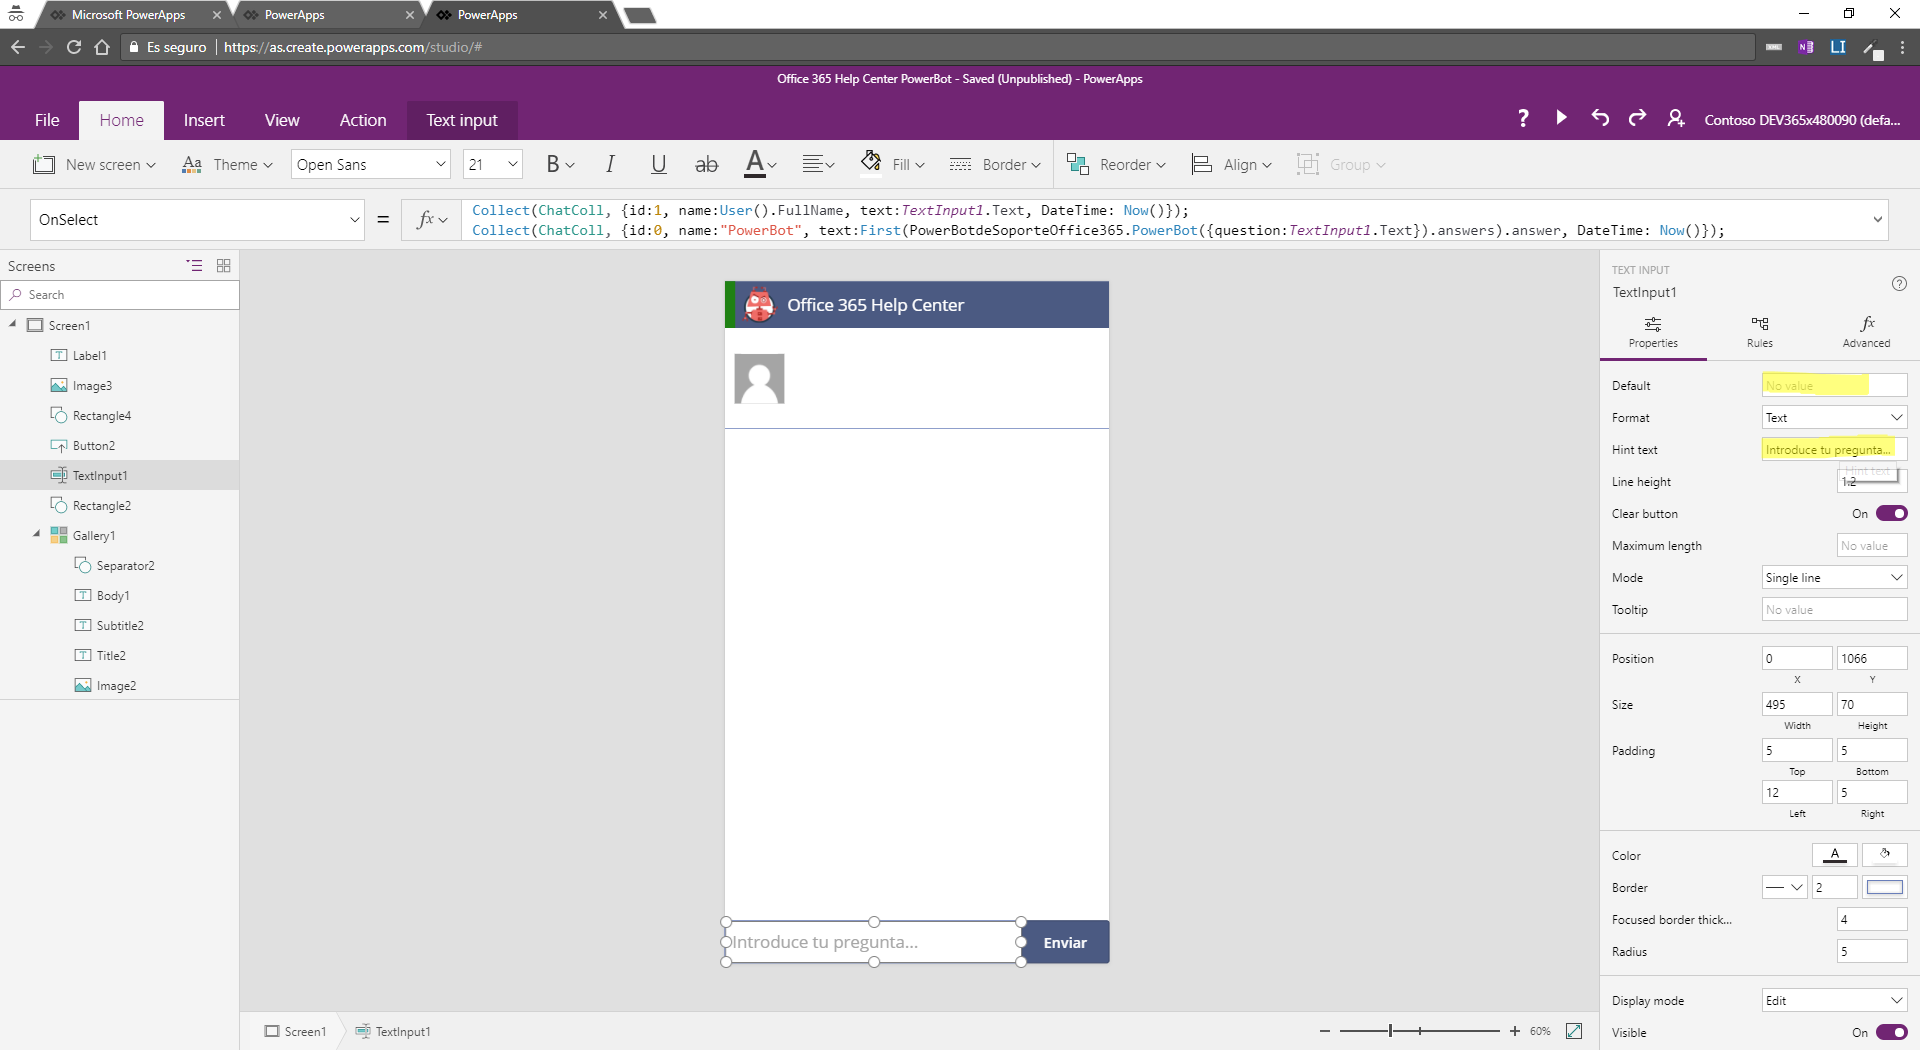 Microsoft PowerApps
PowerApps
PowerApps
Es seguro
https://as.create.powerapps.com/studio/#
Office 365 Help Center PowerBot - Saved (Unpublished) - PowerApps
File
Home
Insert
View
Action
Text input
Contoso DEV365x480090 (defa...
New screen
Theme
Open Sans
21
B
I
U
ab
A
Fill
Border
Reorder
Align
Group
OnSelect
=
fx
Collect(ChatColl, {id:1, name:User().FullName, text:TextInput1.Text, DateTime: Now()});
Collect(ChatColl, {id:0, name:"PowerBot", text:First(PowerBotdeSoporteOffice365.PowerBot({question:TextInput1.Text}).answers).answer, DateTime: Now()});
Screens
Search
Screen1
Label1
Image3
Rectangle4
Button2
TextInput1
Rectangle2
Gallery1
Separator2
Body1
Subtitle2
Title2
Image2
Office 365 Help Center
Introduce tu pregunta...
Enviar
Screen1
TextInput1
60%
TEXT INPUT
TextInput1
Properties
Rules
Advanced
Default
No value
Format
Text
Hint text
Introduce tu pregunta...
Hint text
Line height
1.2
Clear button
On
Maximum length
No value
Mode
Single line
Tooltip
No value
Position
0
1066
X
Y
Size
495
70
Width
Height
Padding
5
5
Top
Bottom
12
5
Left
Right
Color
A
Border
2
Focused border thick...
4
Radius
5
Display mode
Edit
Visible
On